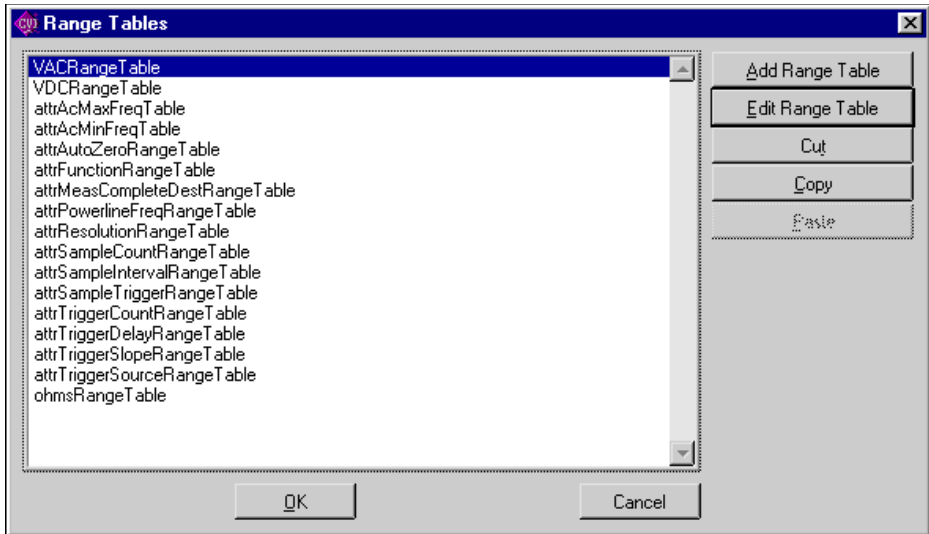 CVI Range Tables
VACRangeTable
VDCRangeTable
attrAcMaxFreqTable
attrAcMinFreqTable
attrAutoZeroRangeTable
attrFunctionRangeTable
attrMeasCompleteDestRangeTable
attrPowerlineFreqRangeTable
attrResolutionRangeTable
attrSampleCountRangeTable
attrSampleIntervalRangeTable
attrSampleTriggerRangeTable
attrTriggerCountRangeTable
attrTriggerDelayRangeTable
attrTriggerSlopeRangeTable
attrTriggerSourceRangeTable
ohmsRangeTable
Add Range Table
Edit Range Table
Cut
Copy
Paste
OK
Cancel